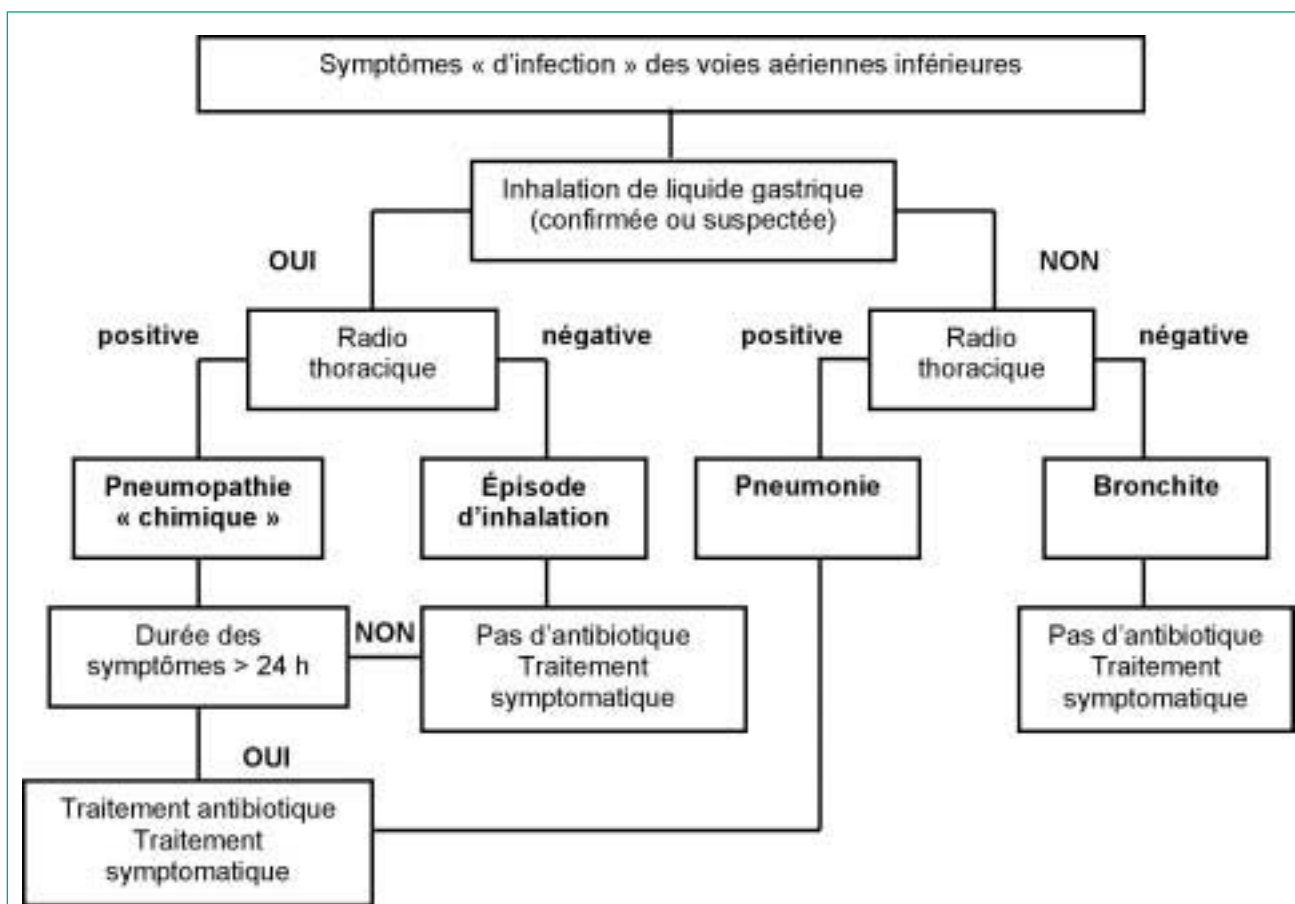 Symptômes « d'infection » des voies aériennes inférieures
Inhalation de liquide gastrique
(confirmée ou suspectée)
OUI
NON
positive
Radio
thoracique
négative
positive
Radio
thoracique
négative
Pneumopathie
« chimique »
Épisode
d'inhalation
Pneumonie
Bronchite
Durée des
symptômes > 24 h
NON
Pas d'antibiotique
Traitement
symptomatique
Pas d'antibiotique
Traitement
symptomatique
OUI
Traitement antibiotique
Traitement
symptomatique